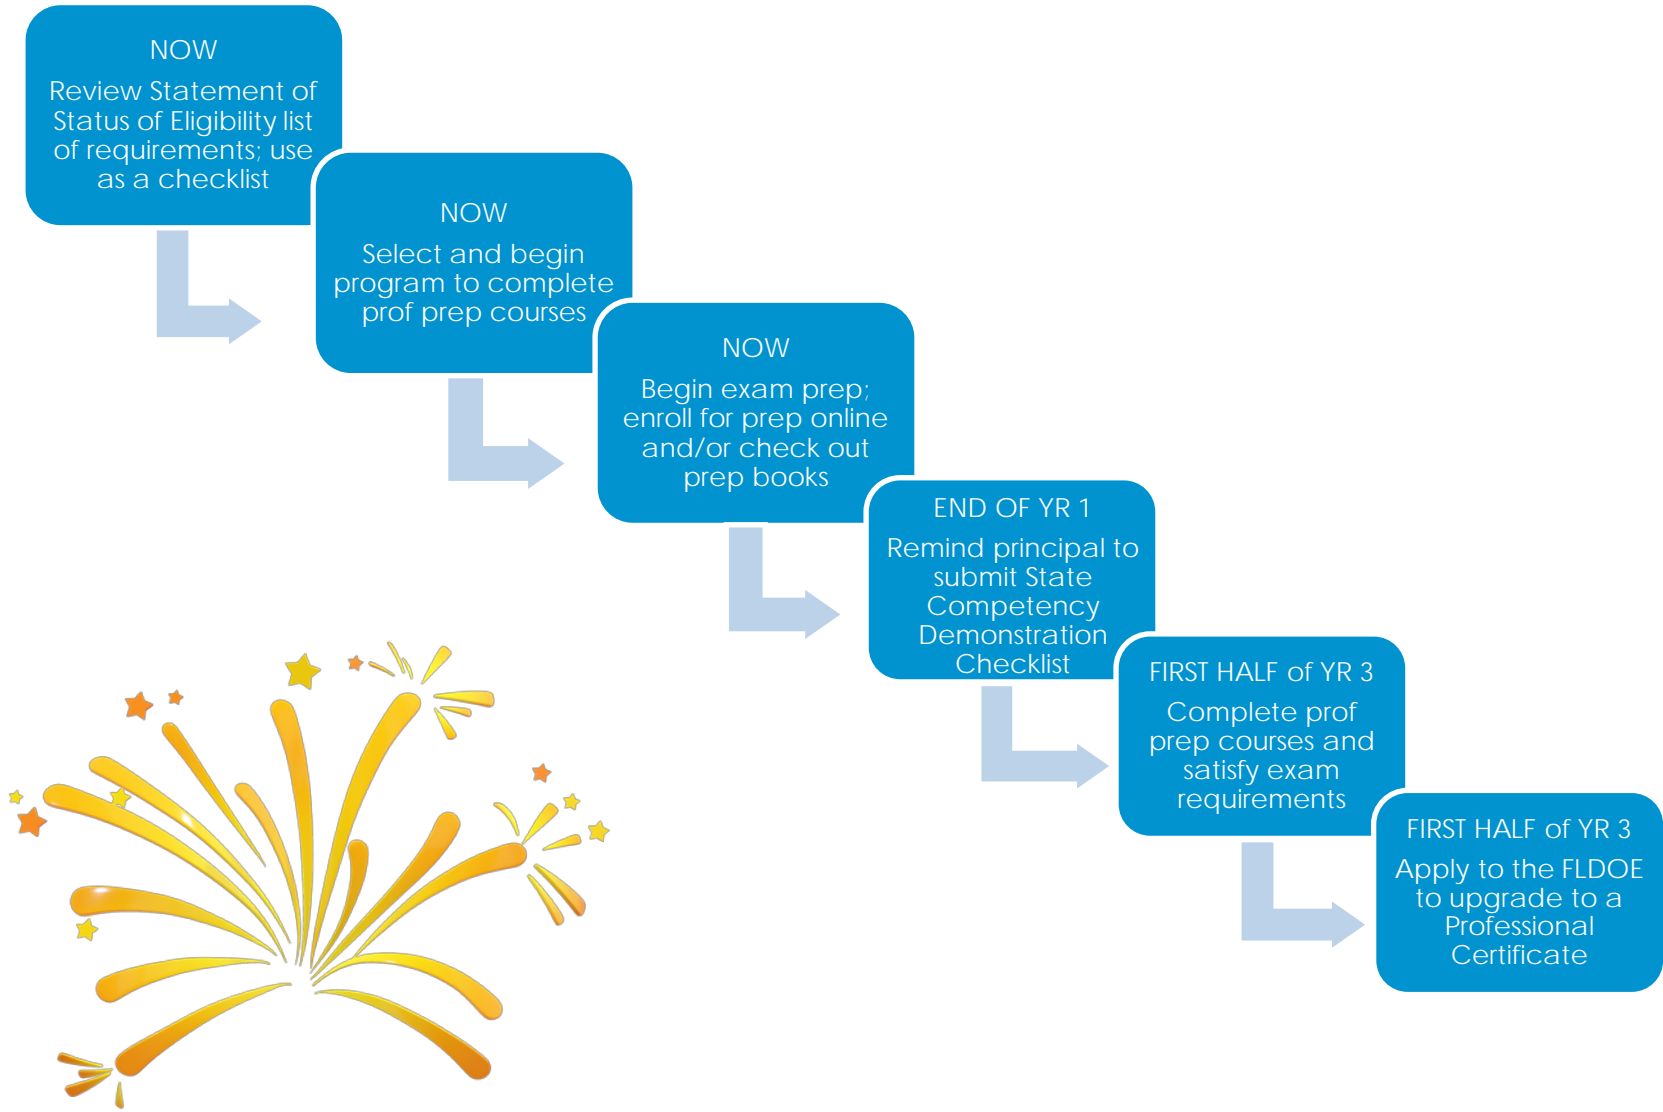 NOW
Review Statement of
Status of Eligibility list
of requirements; use
as a checklist
NOW
Select and begin
program to complete
prof prep courses
NOW
Begin exam prep;
enroll for prep online
and/or check out
prep books
END OF YR 1
Remind principal to
submit State
Competency
Demonstration
Checklist
FIRST HALF of YR 3
Complete prof
prep courses and
satisfy exam
requirements
FIRST HALF of YR 3
Apply to the FLDOE
to upgrade to a
Professional
Certificate